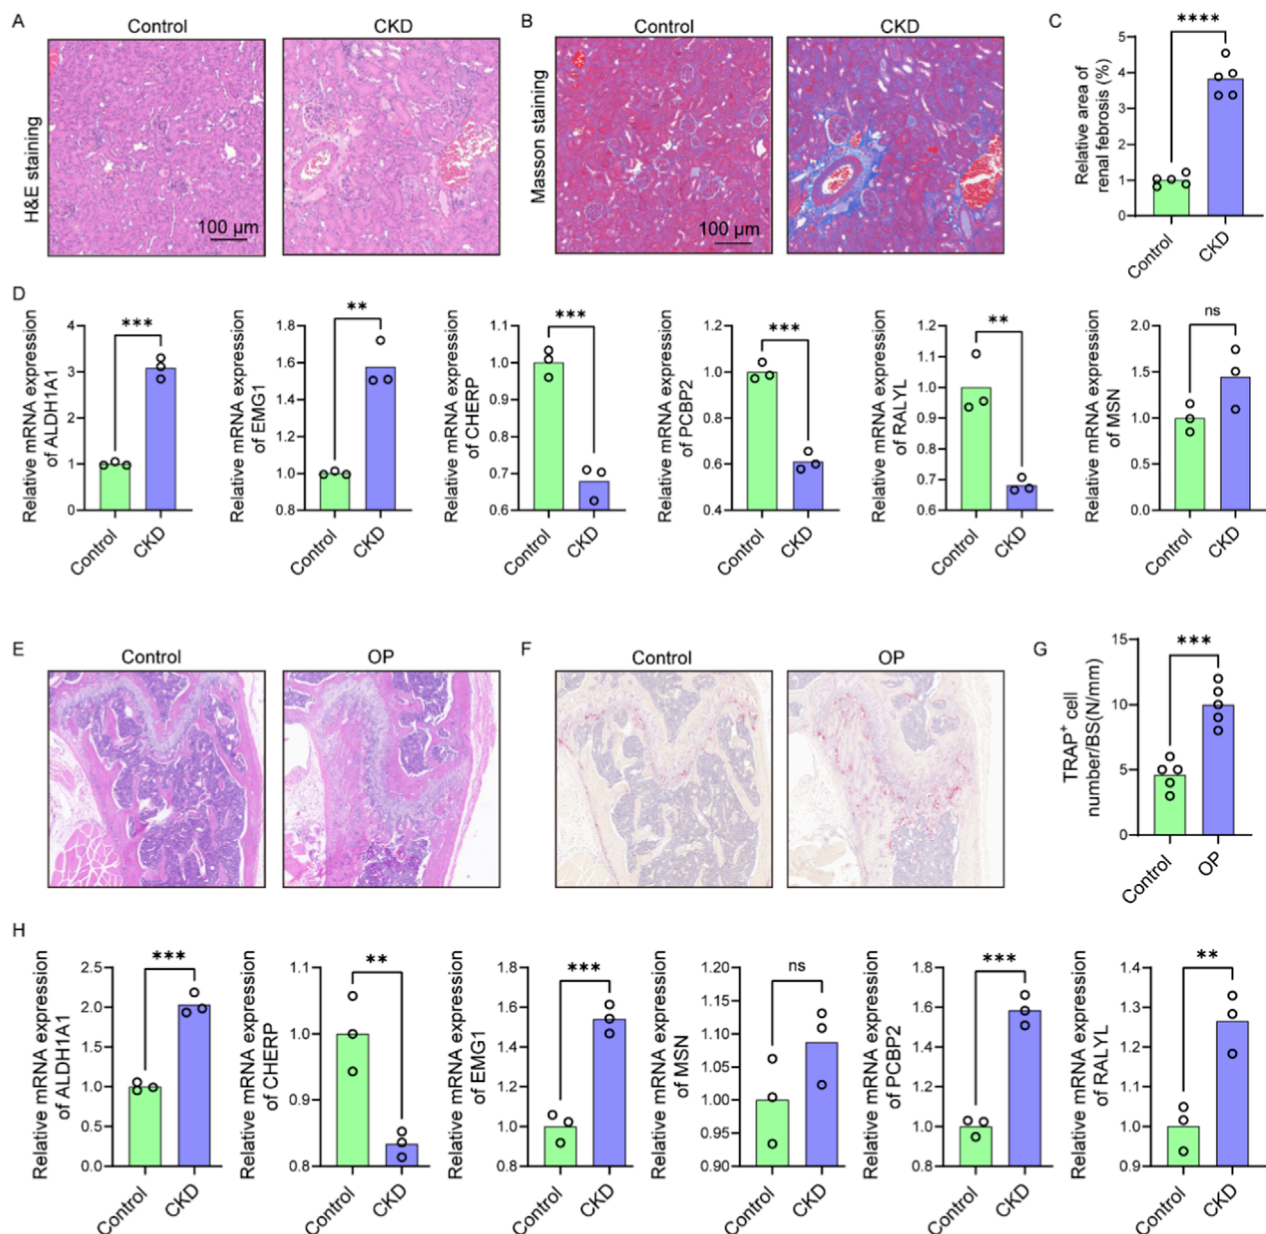 A
Control
CKD
H&E staining
100 µm
B
Control
CKD
Masson staining
100 µm
C
Relative area of
renal febrosis (%)
****
5
4
3
2
1
0
Control
CKD
D
Relative mRNA expression
of ALDH1A1
***
4
3
2
1
0
Control
CKD
Relative mRNA expression
of EMG1
**
1.8
1.6
1.4
1.2
1.0
0.8
Control
CKD
Relative mRNA expression
of CHERP
***
1.1
1.0
0.9
0.8
0.7
0.6
Control
CKD
Relative mRNA expression
of PCBP2
***
1.2
1.0
0.8
0.6
0.4
Control
CKD
Relative mRNA expression
of RALYL
**
1.2
1.1
1.0
0.9
0.8
0.7
0.6
Control
CKD
Relative mRNA expression
of MSN
ns
2.0
1.5
1.0
0.5
0.0
Control
CKD
E
Control
OP
F
Control
OP
G
TRAP+ cell
number/BS(N/mm)
***
15
10
5
0
Control
OP
H
Relative mRNA expression
of ALDH1A1
***
2.5
2.0
1.5
1.0
0.5
0.0
Control
CKD
Relative mRNA expression
of CHERP
**
1.1
1.0
0.9
0.8
Control
CKD
Relative mRNA expression
of EMG1
***
1.8
1.6
1.4
1.2
1.0
0.8
Control
CKD
Relative mRNA expression
of MSN
ns
1.20
1.15
1.10
1.05
1.00
0.95
0.90
Control
CKD
Relative mRNA expression
of PCBP2
***
1.8
1.6
1.4
1.2
1.0
0.8
Control
CKD
Relative mRNA expression
of RALYL
**
1.4
1.3
1.2
1.1
1.0
0.9
Control
CKD